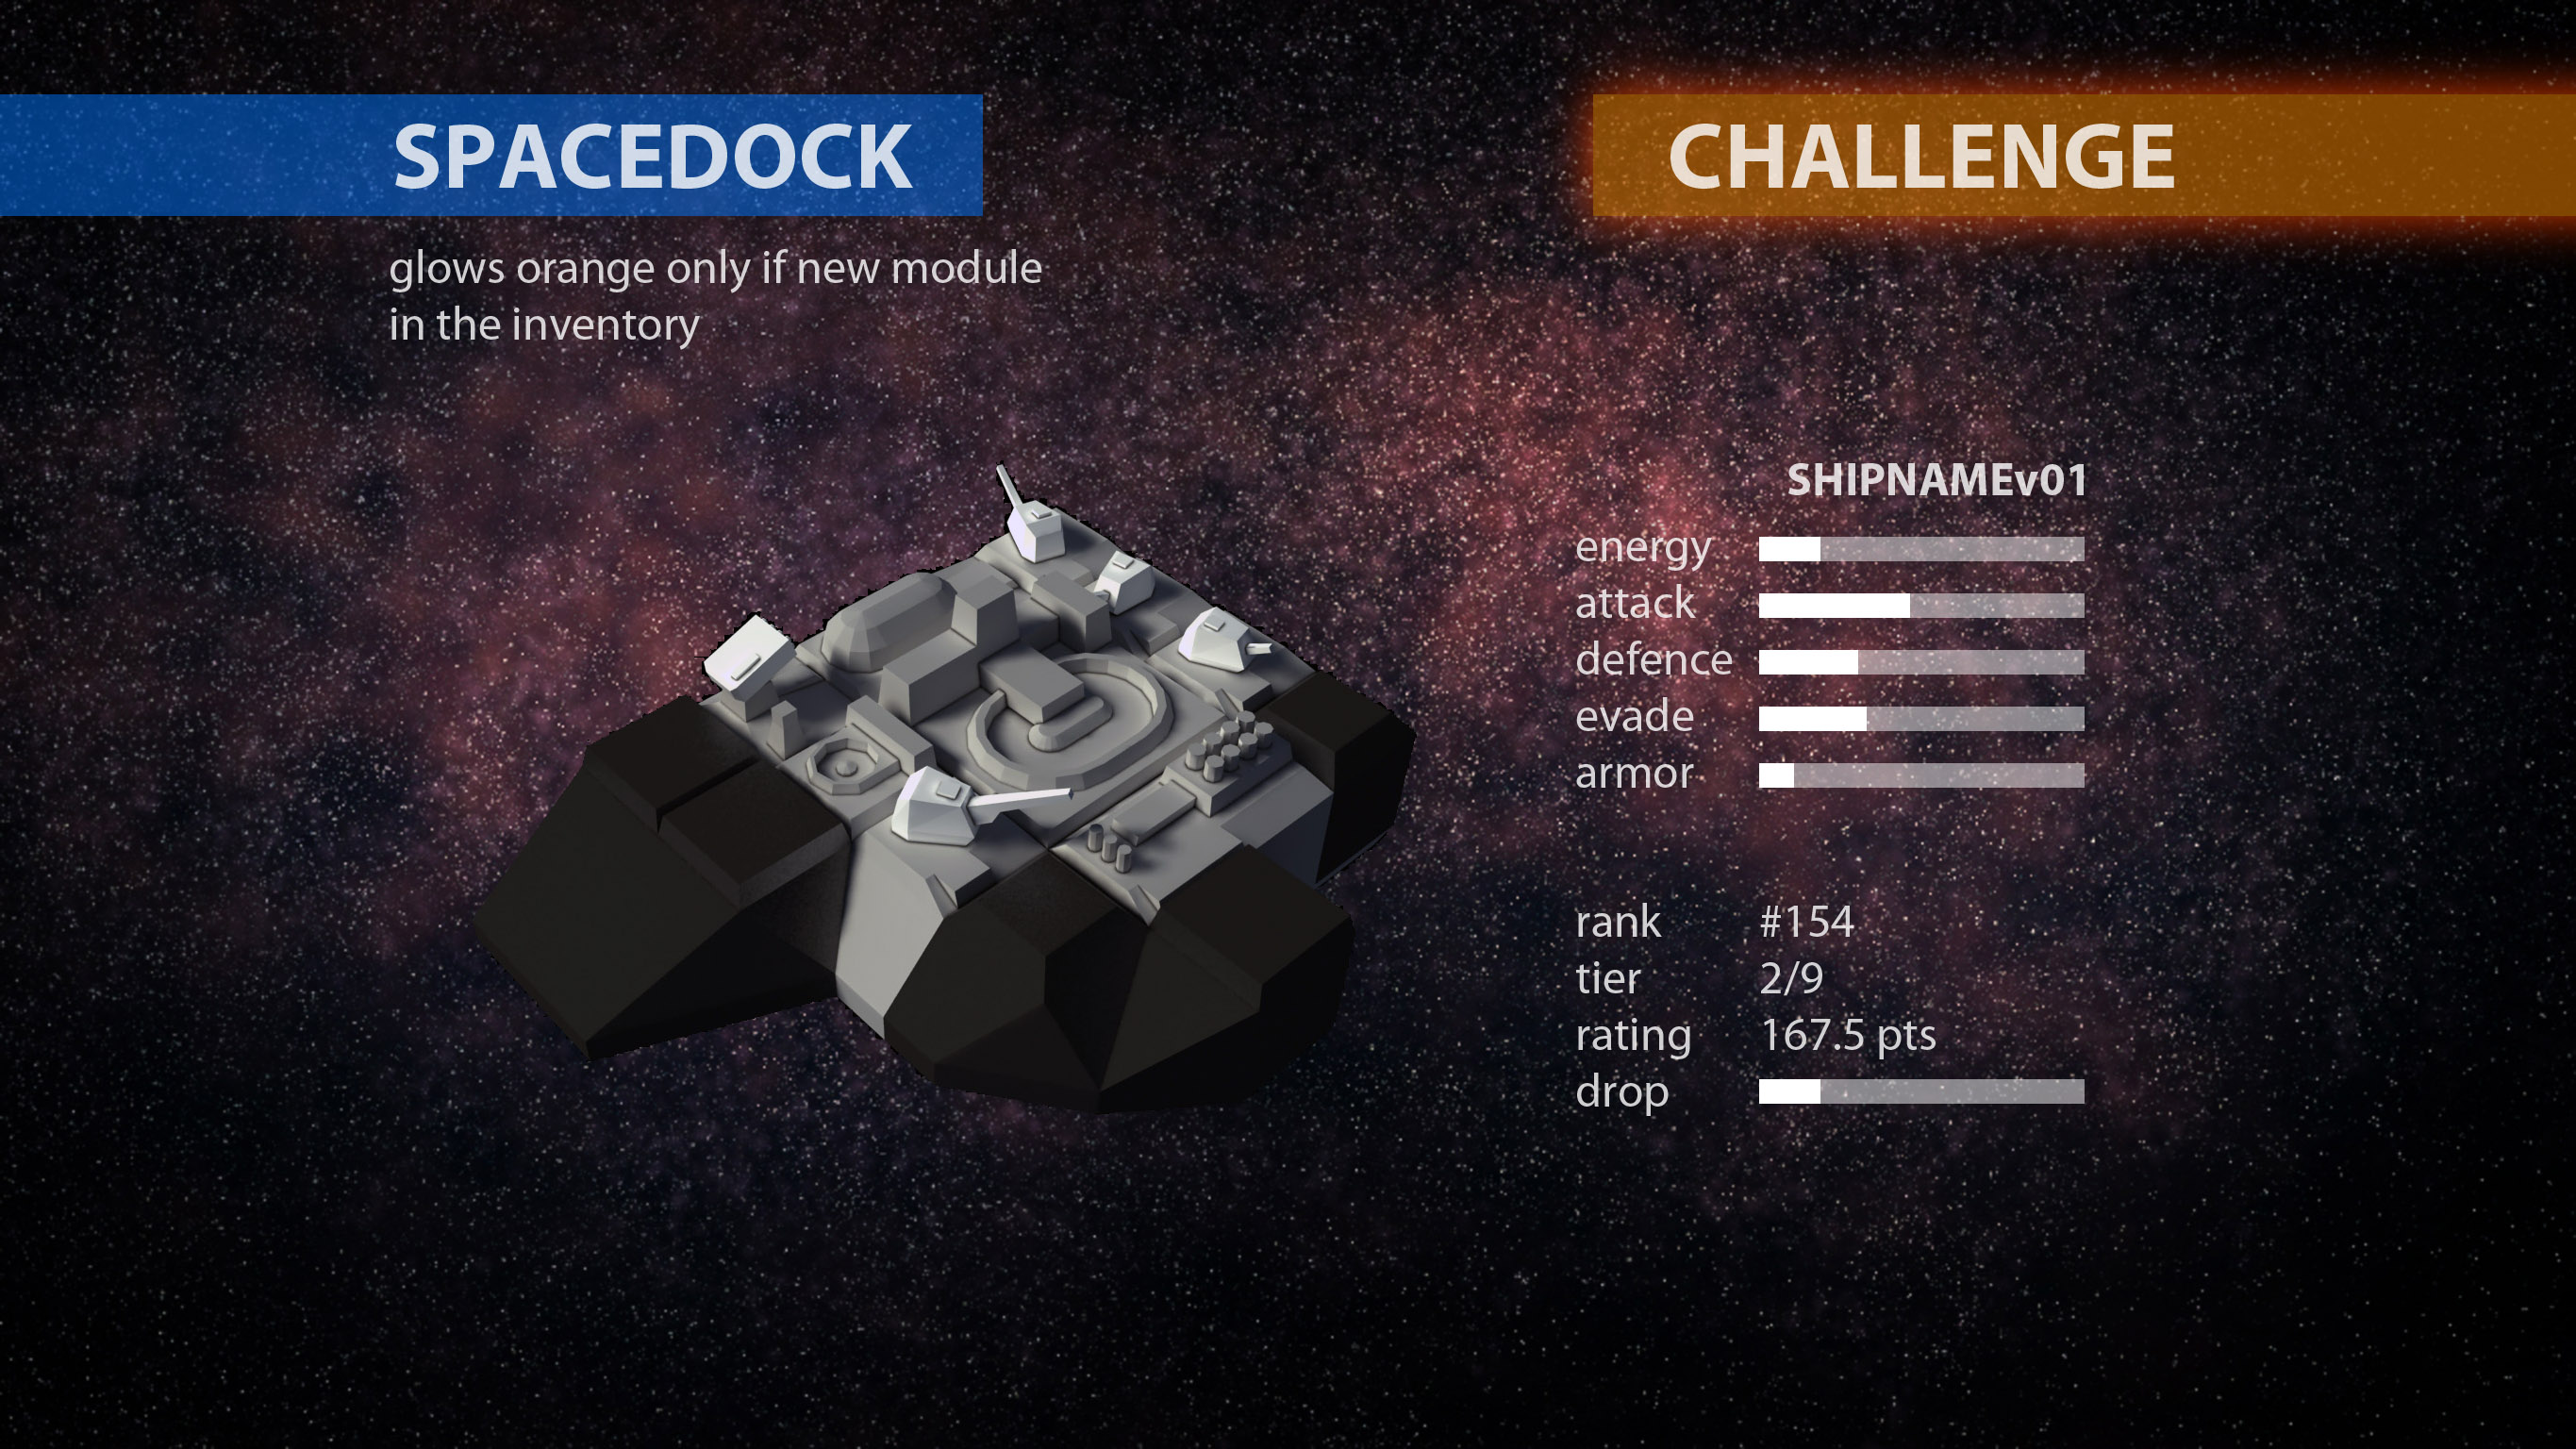 SPACEDOCK
CHALLENGE
glows orange only if new module
in the inventory
SHIPNAMEv01
energy
attack
defence
evade
armor
rank #154
tier 2/9
rating 167.5 pts
drop